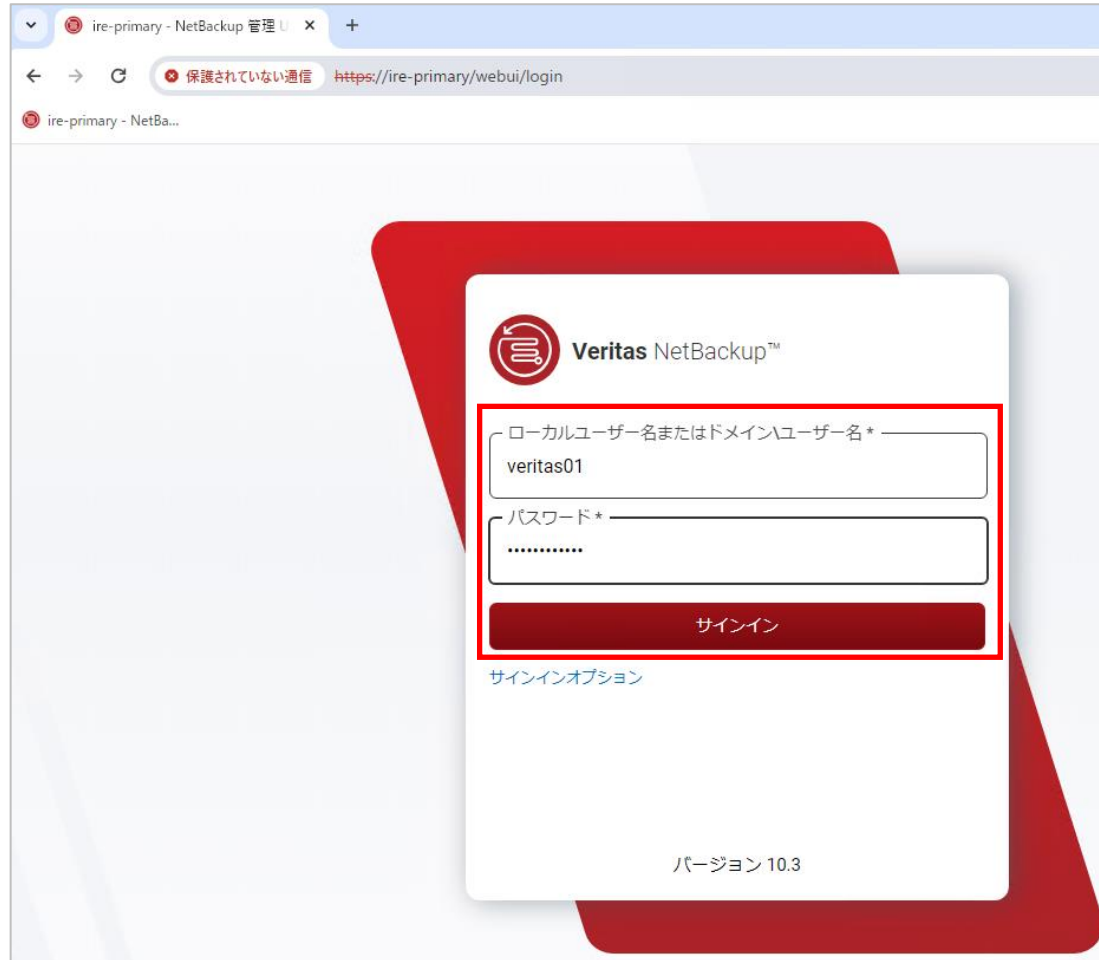 ire-primary - NetBackup 管理 U
保護されていない通信 https://ire-primary/webui/login
ire-primary - NetBa...
Veritas NetBackup™
ローカルユーザー名またはドメイン\ユーザー名 *
veritas01
パスワード *
............
サインイン
サインインオプション
バージョン 10.3